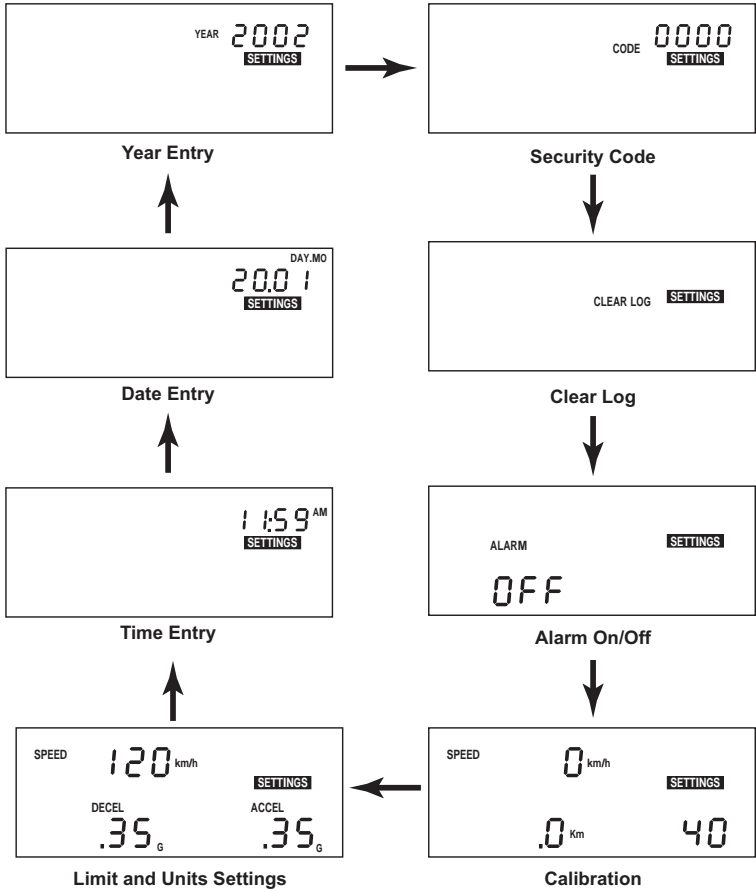 YEAR 2002
SETTINGS
Year Entry
CODE 0000
SETTINGS
Security Code
DAY.MO
20.01
SETTINGS
Date Entry
CLEAR LOG SETTINGS
Clear Log
11:59 AM
SETTINGS
Time Entry
ALARM SETTINGS
OFF
Alarm On/Off
SPEED 120 km/h
SETTINGS
DECEL ACCEL
.35 G .35 G
Limit and Units Settings
SPEED 0 km/h
SETTINGS
.0 Km 40
Calibration